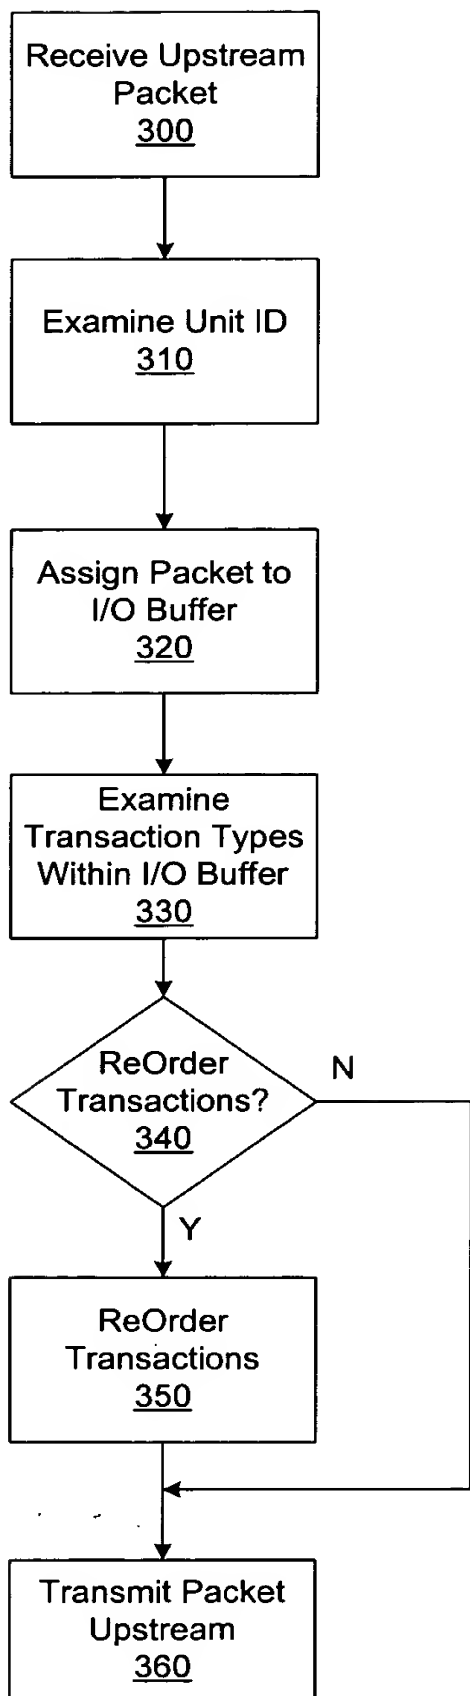 Receive Upstream
Packet
300
Examine Unit ID
310
Assign Packet to
I/O Buffer
320
Examine
Transaction Types
Within I/O Buffer
330
ReOrder
Transactions?
340
N
Y
ReOrder
Transactions
350
Transmit Packet
Upstream
360